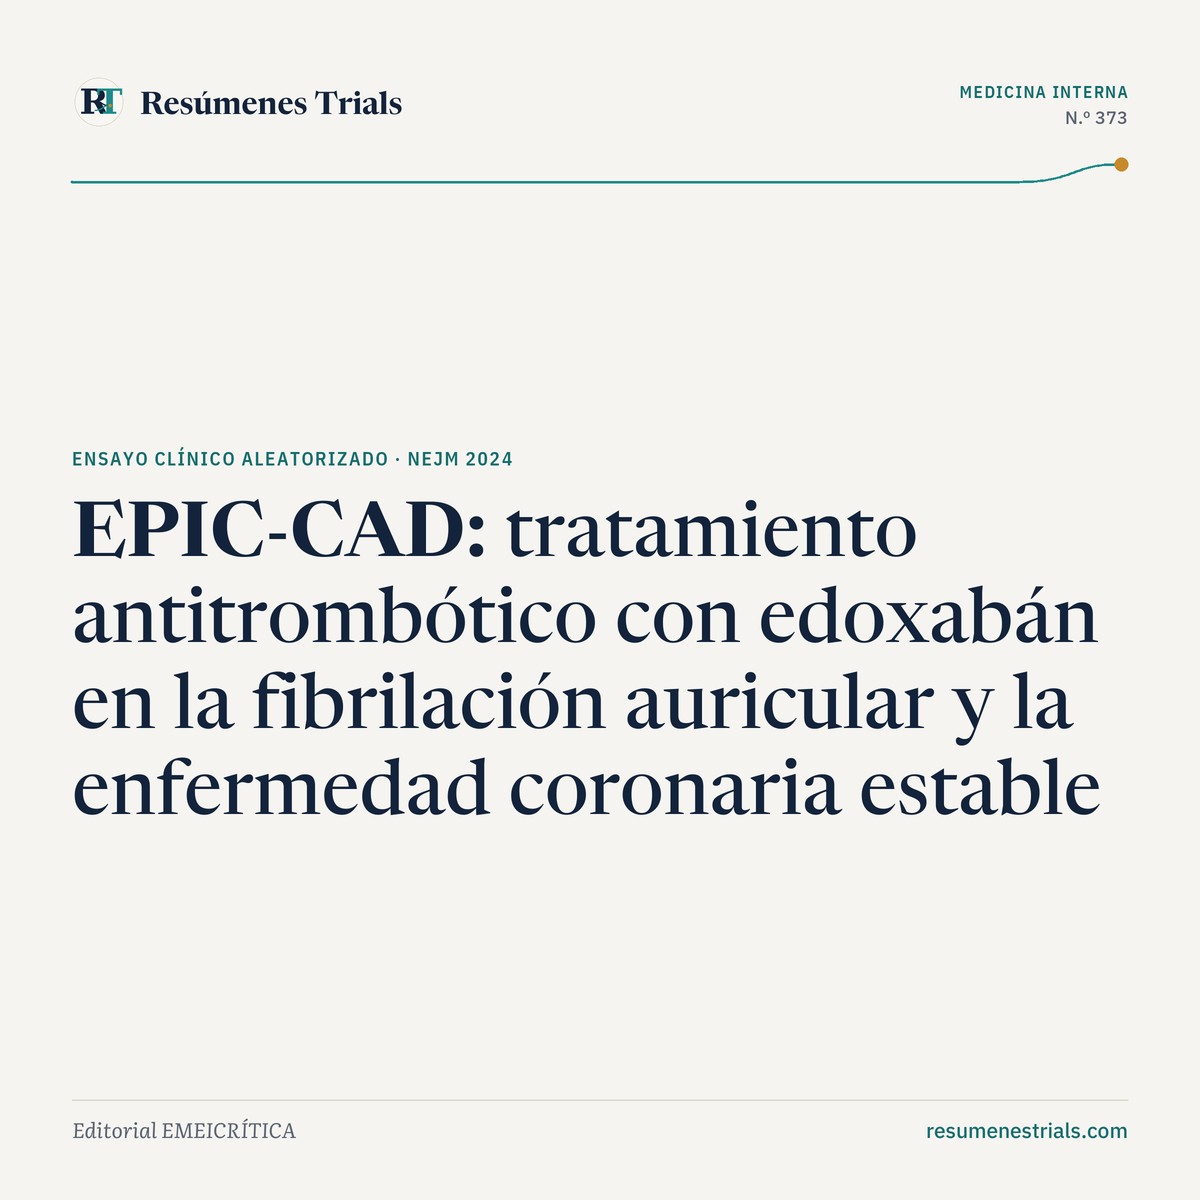 RT Resúmenes Trials
MEDICINA INTERNA
N.º 373
ENSAYO CLÍNICO ALEATORIZADO · NEJM 2024
EPIC-CAD: tratamiento
antitrombótico con edoxabán
en la fibrilación auricular y la
enfermedad coronaria estable
Editorial EMEICRÍTICA
resumenestrials.com